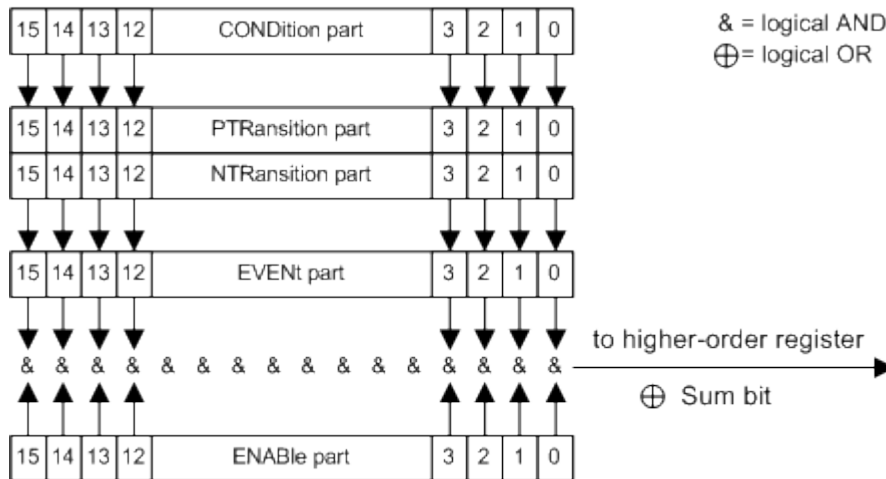 15 14 13 12 CONDition part 3 2 1 0
& = logical AND
⊕ = logical OR
15 14 13 12 PTRansition part 3 2 1 0
15 14 13 12 NTRansition part 3 2 1 0
15 14 13 12 EVENt part 3 2 1 0
to higher-order register
& & & & & & & & & & & & & & & &
⊕ Sum bit
15 14 13 12 ENABle part 3 2 1 0